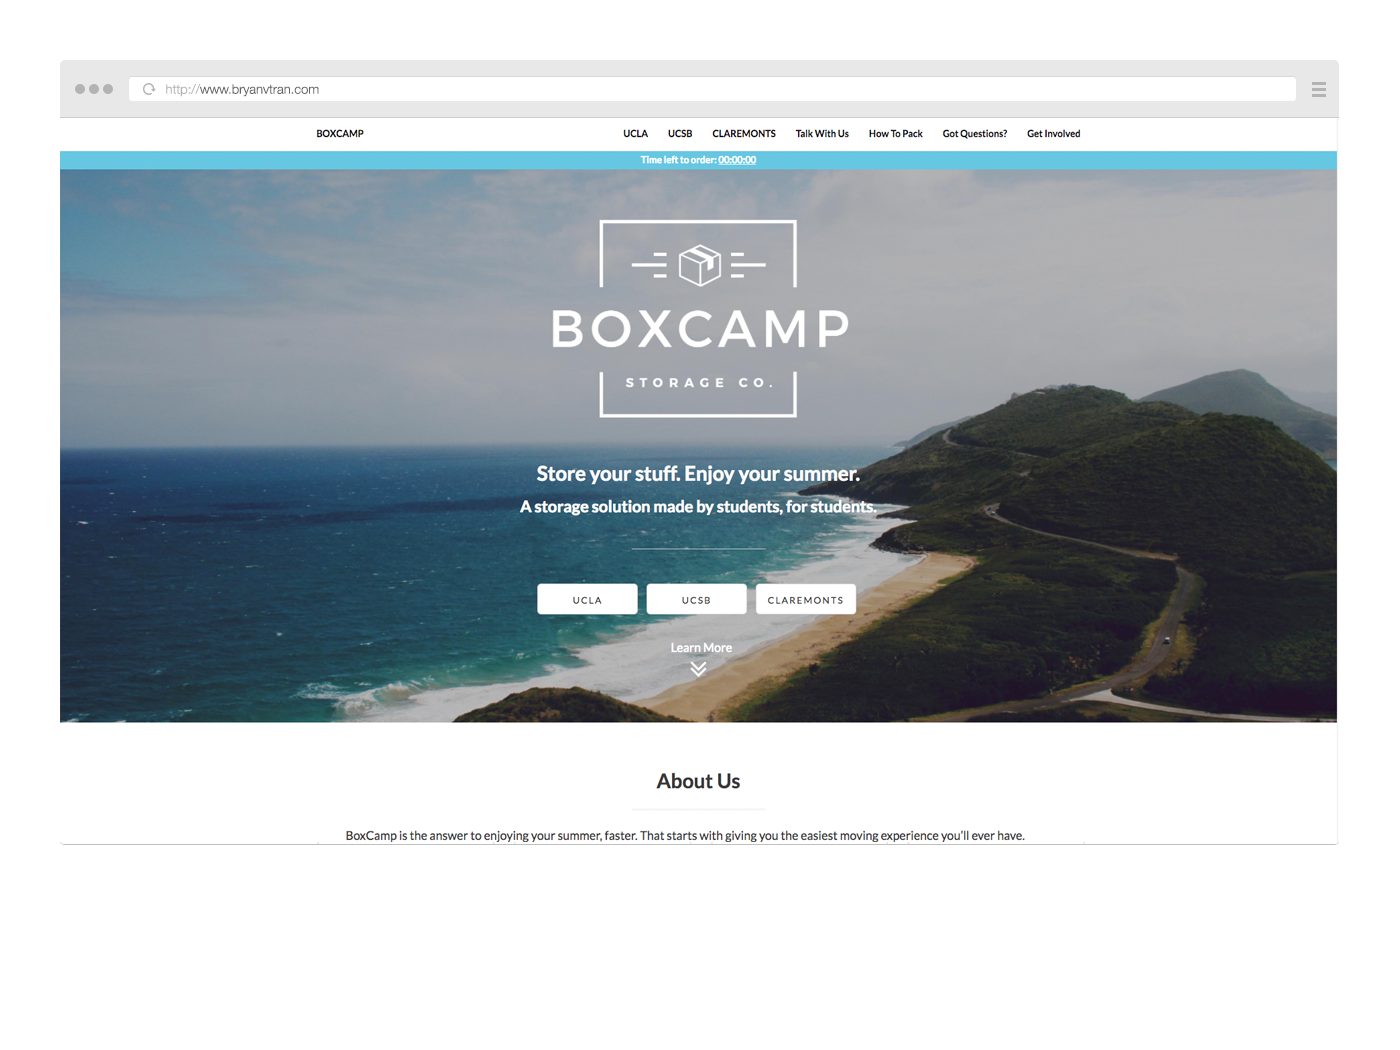 http://www.bryanvtran.com
BOXCAMP UCLA UCSB CLAREMONTS Talk With Us How To Pack Got Questions? Get Involved
Time left to order: 00:00:00
BOXCAMP
STORAGE CO.
Store your stuff. Enjoy your summer.
A storage solution made by students, for students.
UCLA UCSB CLAREMONTS
Learn More
About Us
BoxCamp is the answer to enjoying your summer, faster. That starts with giving you the easiest moving experience you'll ever have.